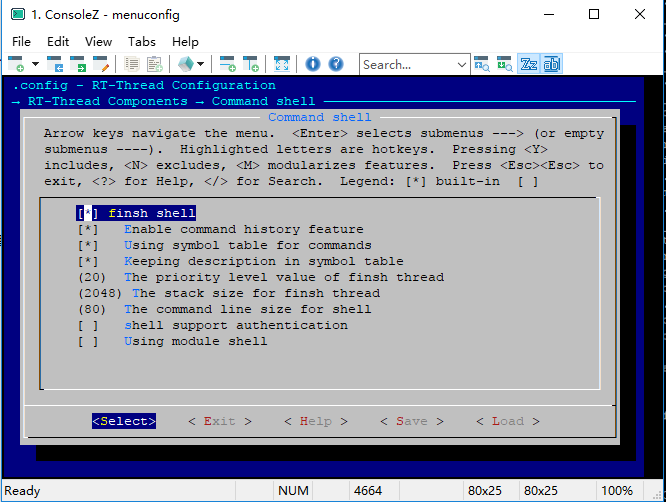 1. ConsoleZ - menuconfig
File Edit View Tabs Help
Search...
Zz ab
.config - RT-Thread Configuration
→ RT-Thread Components → Command shell
Command shell
Arrow keys navigate the menu.  <Enter> selects submenus ---> (or empty
submenus ----).  Highlighted letters are hotkeys.  Pressing <Y>
includes, <N> excludes, <M> modularizes features.  Press <Esc><Esc> to
exit, <?> for Help, </> for Search.  Legend: [*] built-in  [ ]
[*] finsh shell
[*]   Enable command history feature
[*]   Using symbol table for commands
[*]   Keeping description in symbol table
(20)  The priority level value of finsh thread
(2048) The stack size for finsh thread
(80)  The command line size for shell
[ ]   shell support authentication
[ ]   Using module shell
<Select> < Exit > < Help > < Save > < Load >
Ready NUM 4664 80x25 80x25 100%